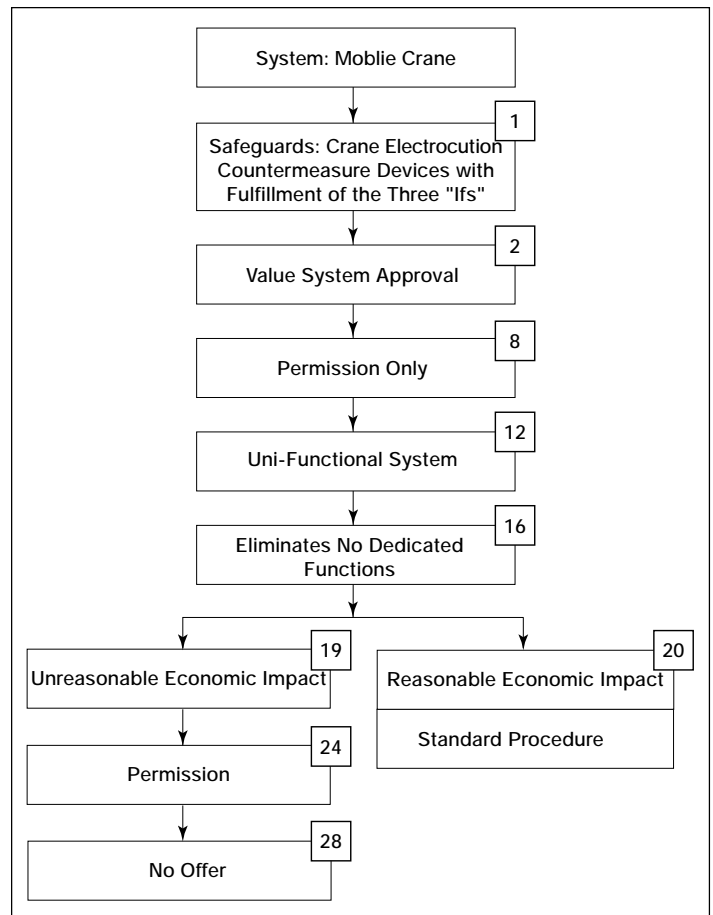 System: Moblie Crane
1
Safeguards: Crane Electrocution
Countermeasure Devices with
Fulfillment of the Three "Ifs"
2
Value System Approval
8
Permission Only
12
Uni-Functional System
16
Eliminates No Dedicated
Functions
19
Unreasonable Economic Impact
20
Reasonable Economic Impact
Standard Procedure
24
Permission
28
No Offer